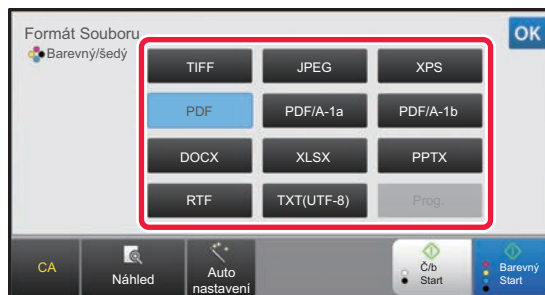 Formát Souboru
OK
Barevný/šedý
TIFF
JPEG
XPS
PDF
PDF/A-1a
PDF/A-1b
DOCX
XLSX
PPTX
RTF
TXT(UTF-8)
Prog.
CA
Náhled
Auto
nastavení
Č/b
Start
Barevný
Start